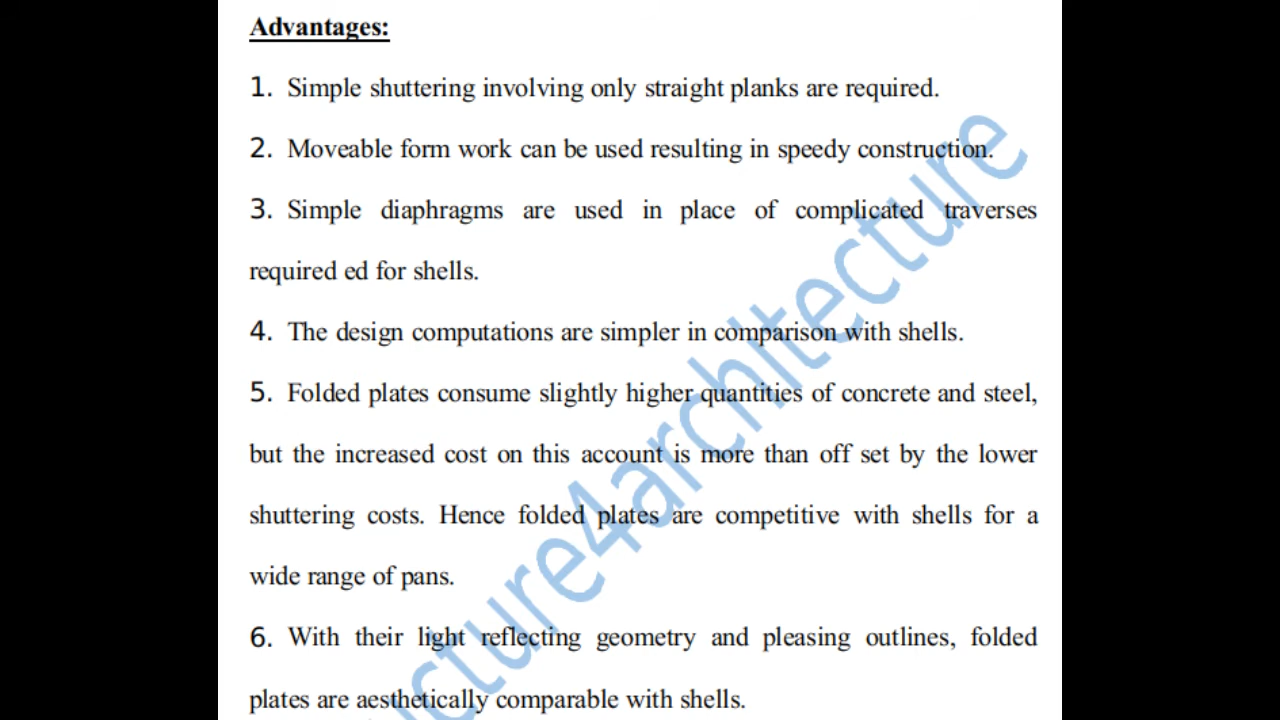 Advantages:
1. Simple shuttering involving only straight planks are required.
2. Moveable form work can be used resulting in speedy construction.
3. Simple diaphragms are used in place of complicated traverses
required ed for shells.
4. The design computations are simpler in comparison with shells.
5. Folded plates consume slightly higher quantities of concrete and steel,
but the increased cost on this account is more than off set by the lower
shuttering costs. Hence folded plates are competitive with shells for a
wide range of pans.
6. With their light reflecting geometry and pleasing outlines, folded
plates are aesthetically comparable with shells.
cture4architecture